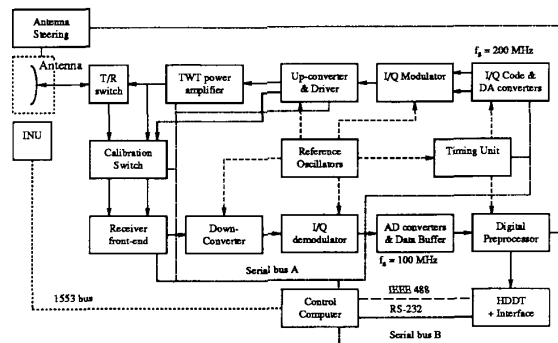 Antenna
Steering
f_s = 200 MHz
Antenna
T/R
switch
TWT power
amplifier
Up-converter
& Driver
I/Q Modulator
I/Q Code &
DA converters
INU
Calibration
Switch
Reference
Oscillators
Timing Unit
Receiver
front-end
Down-
Converter
I/Q
demodulator
AD converters
& Data Buffer
Digital
Preprocessor
f_s = 100 MHz
Serial bus A
1553 bus
Control
Computer
IEEE 488
RS-232
HDDT
+ Interface
Serial bus B